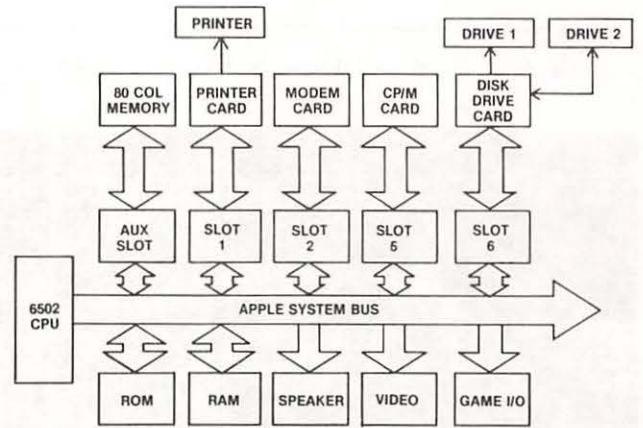 PRINTER
DRIVE 1
DRIVE 2
80 COL
MEMORY
PRINTER
CARD
MODEM
CARD
CP/M
CARD
DISK
DRIVE
CARD
AUX
SLOT
SLOT
1
SLOT
2
SLOT
5
SLOT
6
6502
CPU
APPLE SYSTEM BUS
ROM
RAM
SPEAKER
VIDEO
GAME I/O